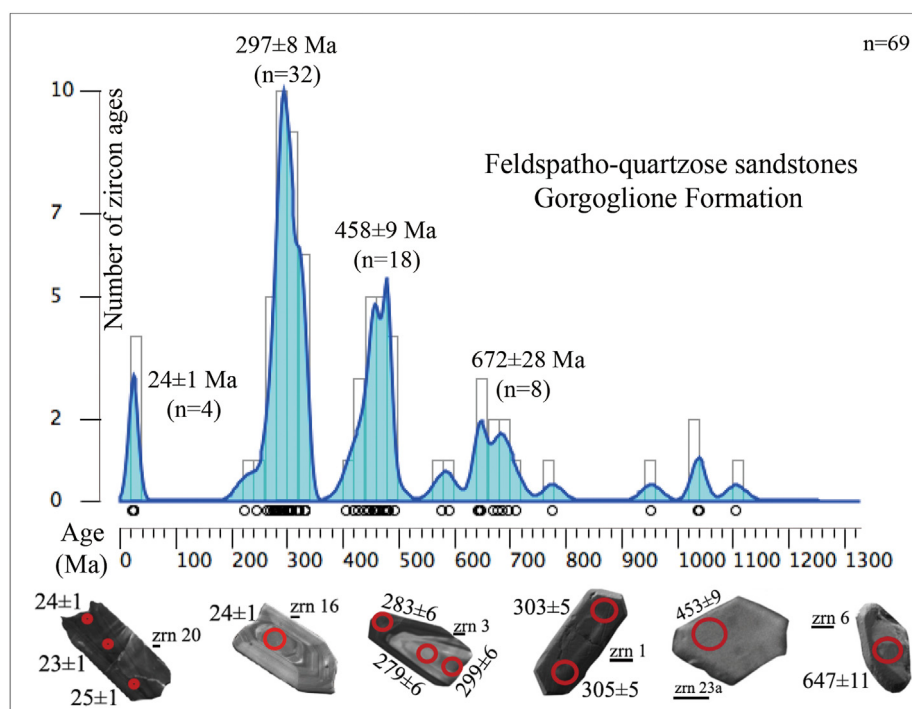 297±8 Ma
(n=32)
n=69
10
7
5
2
0
Number of zircon ages
Feldspatho-quartzose sandstones
Gorgoglione Formation
458±9 Ma
(n=18)
24±1 Ma
(n=4)
672±28 Ma
(n=8)
Age
(Ma)
0 100 200 300 400 500 600 700 800 900 1000 1100 1200 1300
24±1
23±1
25±1
zrn 20
24±1
zrn 16
283±6
279±6
299±6
zrn 3
303±5
305±5
zrn 1
453±9
zrn 23a
zrn 6
647±11